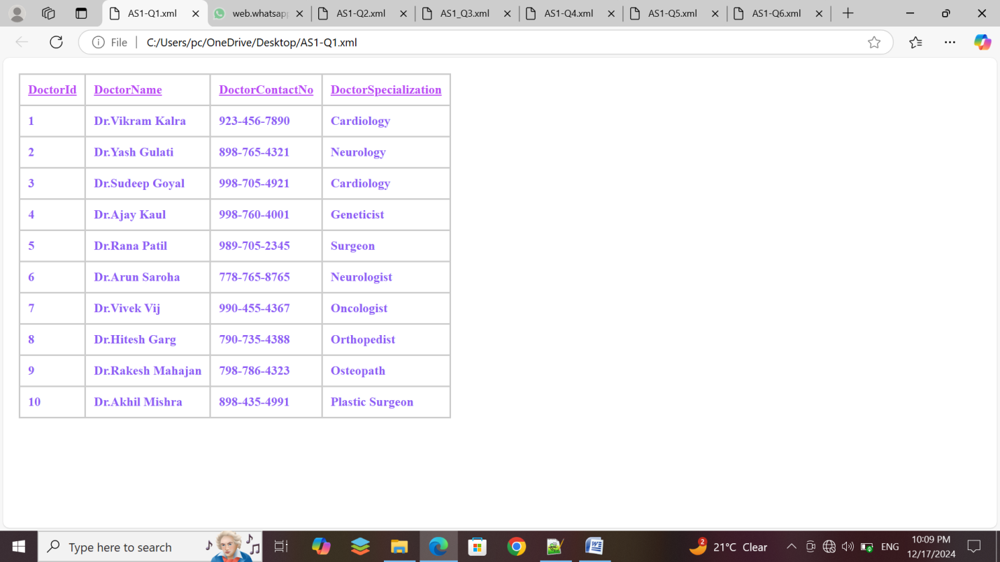 AS1-Q1.xml web.whatsap AS1-Q2.xml AS1_Q3.xml AS1-Q4.xml AS1-Q5.xml AS1-Q6.xml
File C:/Users/pc/OneDrive/Desktop/AS1-Q1.xml
DoctorId DoctorName DoctorContactNo DoctorSpecialization
1 Dr.Vikram Kalra 923-456-7890 Cardiology
2 Dr.Yash Gulati 898-765-4321 Neurology
3 Dr.Sudeep Goyal 998-705-4921 Cardiology
4 Dr.Ajay Kaul 998-760-4001 Geneticist
5 Dr.Rana Patil 989-705-2345 Surgeon
6 Dr.Arun Saroha 778-765-8765 Neurologist
7 Dr.Vivek Vij 990-455-4367 Oncologist
8 Dr.Hitesh Garg 790-735-4388 Orthopedist
9 Dr.Rakesh Mahajan 798-786-4323 Osteopath
10 Dr.Akhil Mishra 898-435-4991 Plastic Surgeon
Type here to search 2 21°C Clear ENG 10:09 PM
12/17/2024